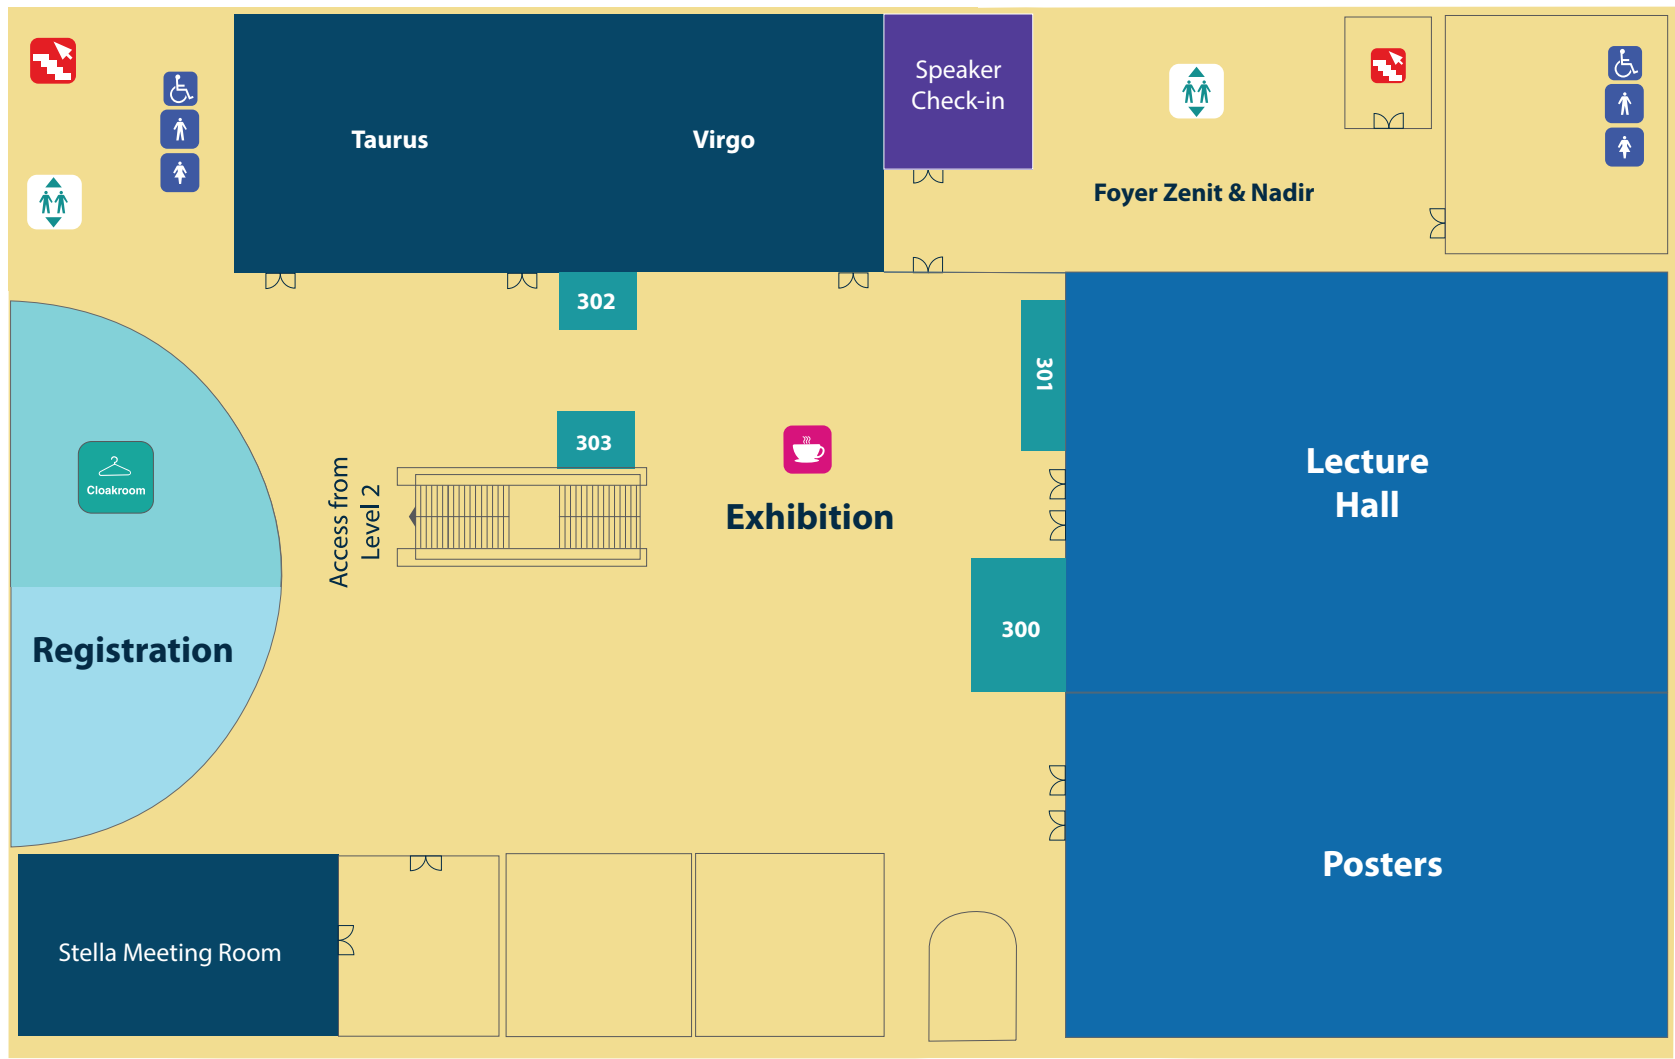 Speaker
Check-in
Taurus
Virgo
Foyer Zenit & Nadir
302
301
303
Cloakroom
Access from
Level 2
Exhibition
Lecture
Hall
300
Registration
Posters
Stella Meeting Room